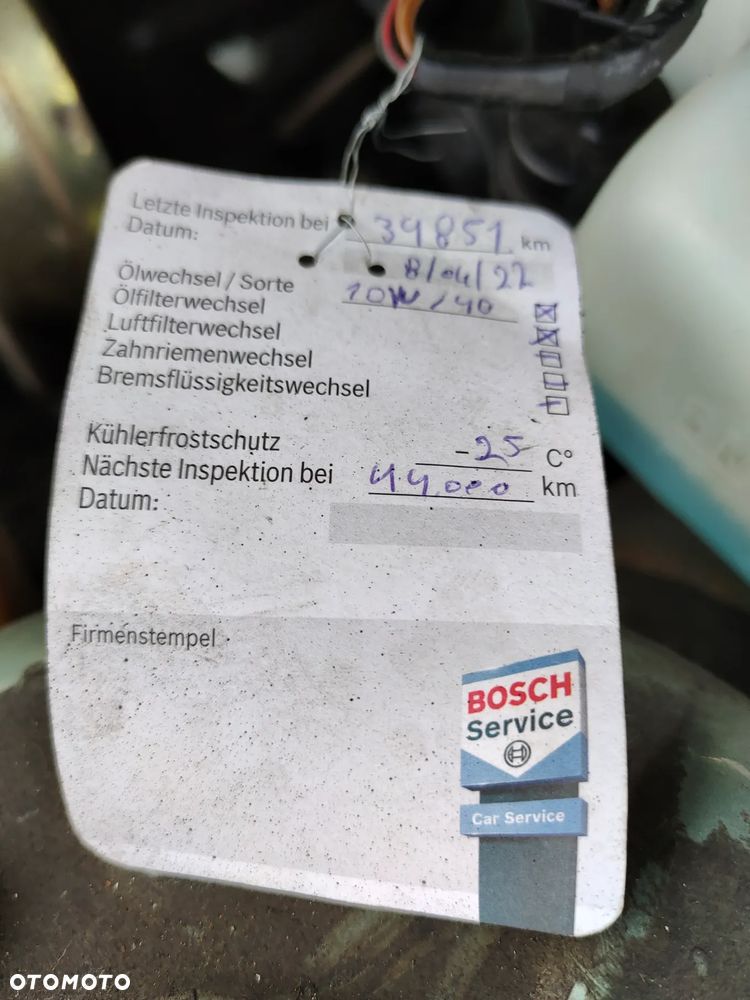 Letzte Inspektion bei 39851 km
Datum: 8/04/22
Ölwechsel / Sorte 10W/40
Ölfilterwechsel
Luftfilterwechsel
Zahnriemenwechsel
Bremsflüssigkeitswechsel
Kühlerfrostschutz -25 C°
Nächste Inspektion bei 44.000 km
Datum:
Firmenstempel
BOSCH
Service
Car Service
OTOMOTO